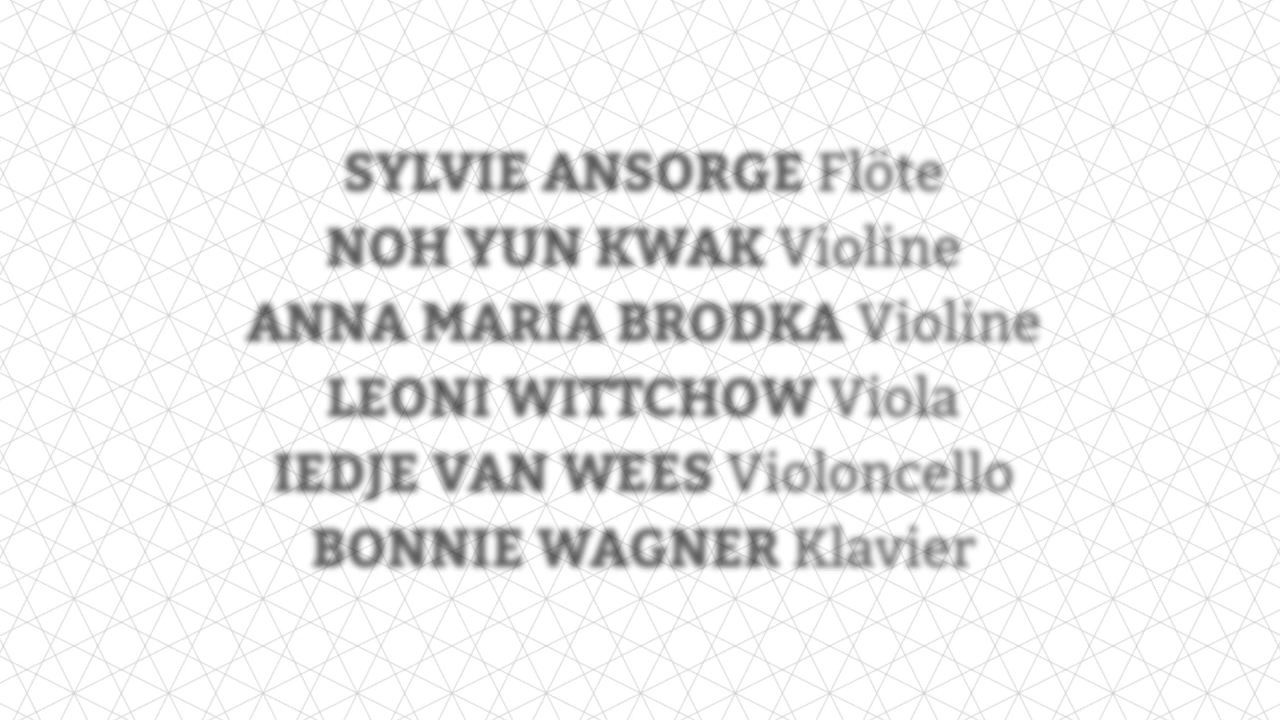 SYLVIE ANSORGE Flöte
NOH YUN KWAK Violine
ANNA MARIA BRODKA Violine
LEONI WITTCHOW Viola
IEDJE VAN WEES Violoncello
BONNIE WAGNER Klavier